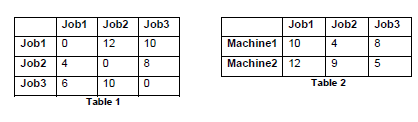 Job1 Job2 Job3
Job1 0 12 10
Job2 4 0 8
Job3 6 10 0
Table 1
Job1 Job2 Job3
Machine1 10 4 8
Machine2 12 9 5
Table 2